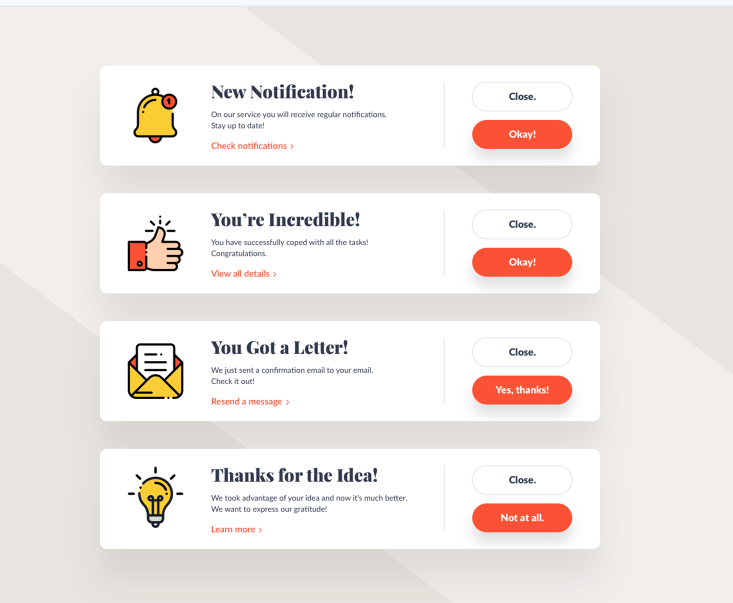 1
New Notification!
On our service you will receive regular notifications.
Stay up to date!
Check notifications ›
Close.
Okay!
You're Incredible!
You have successfully coped with all the tasks!
Congratulations.
View all details ›
Close.
Okay!
You Got a Letter!
We just sent a confirmation email to your email.
Check it out!
Resend a message ›
Close.
Yes, thanks!
Thanks for the Idea!
We took advantage of your idea and now it's much better.
We want to express our gratitude!
Learn more ›
Close.
Not at all.